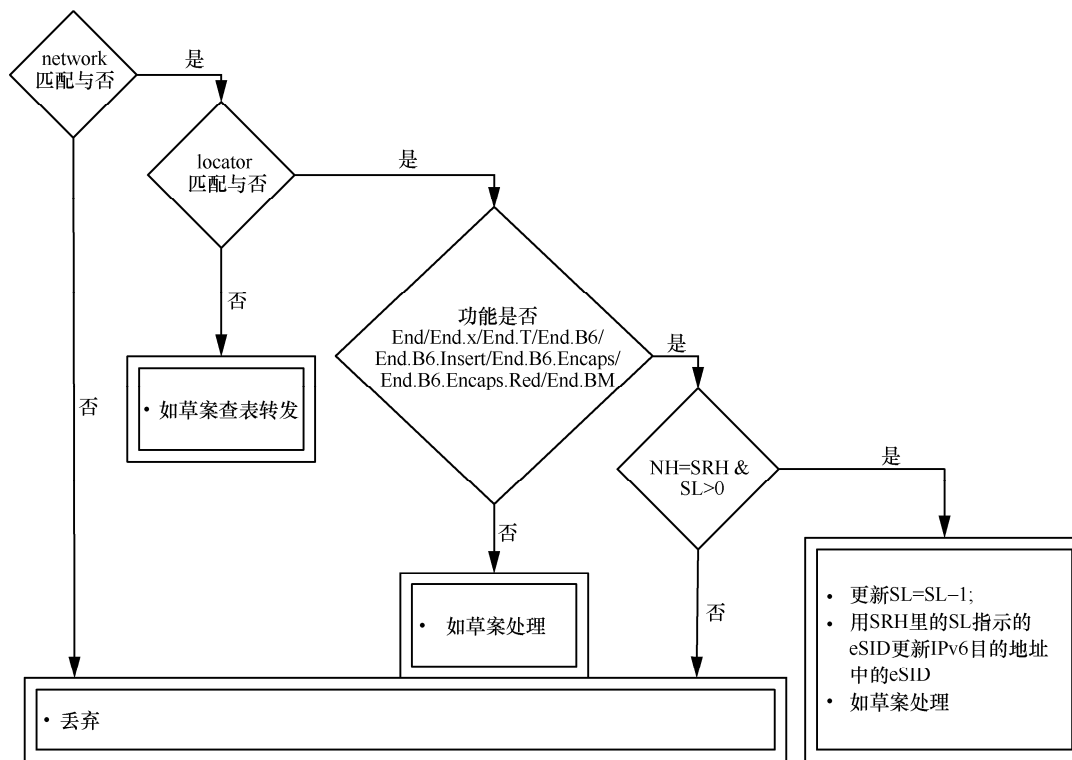 network
匹配与否
是
locator
匹配与否
是
否
功能是否
End/End.x/End.T/End.B6/
End.B6.Insert/End.B6.Encaps/
End.B6.Encaps.Red/End.BM
是
否
• 如草案查表转发
NH=SRH &
SL>0
是
否
• 如草案处理
否
• 更新SL=SL–1;
• 用SRH里的SL指示的
eSID更新IPv6目的地址
中的eSID
• 如草案处理
• 丢弃